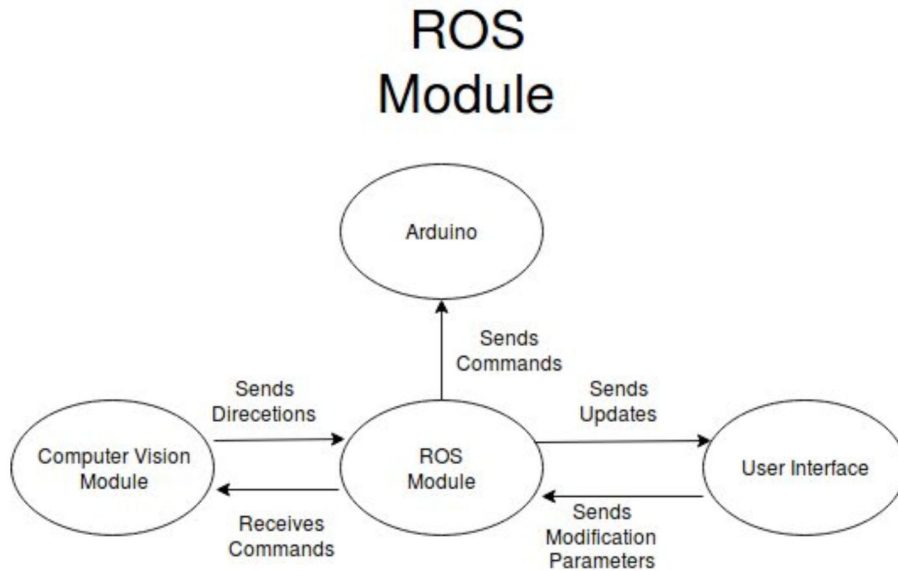 ROS
Module
Arduino
Sends
Commands
Sends
Direcetions
Sends
Updates
Computer Vision
Module
ROS
Module
User Interface
Receives
Commands
Sends
Modification
Parameters